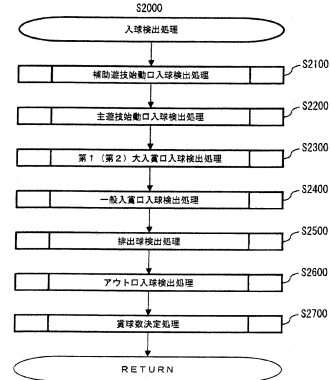 S2000
入球検出処理
S2100
補助遊技始動口入球検出処理
S2200
主遊技始動口入球検出処理
S2300
第1(第2)大入賞口入球検出処理
S2400
一般入賞口入球検出処理
S2500
排出球検出処理
S2600
アウト口入球検出処理
S2700
賞球数決定処理
RETURN